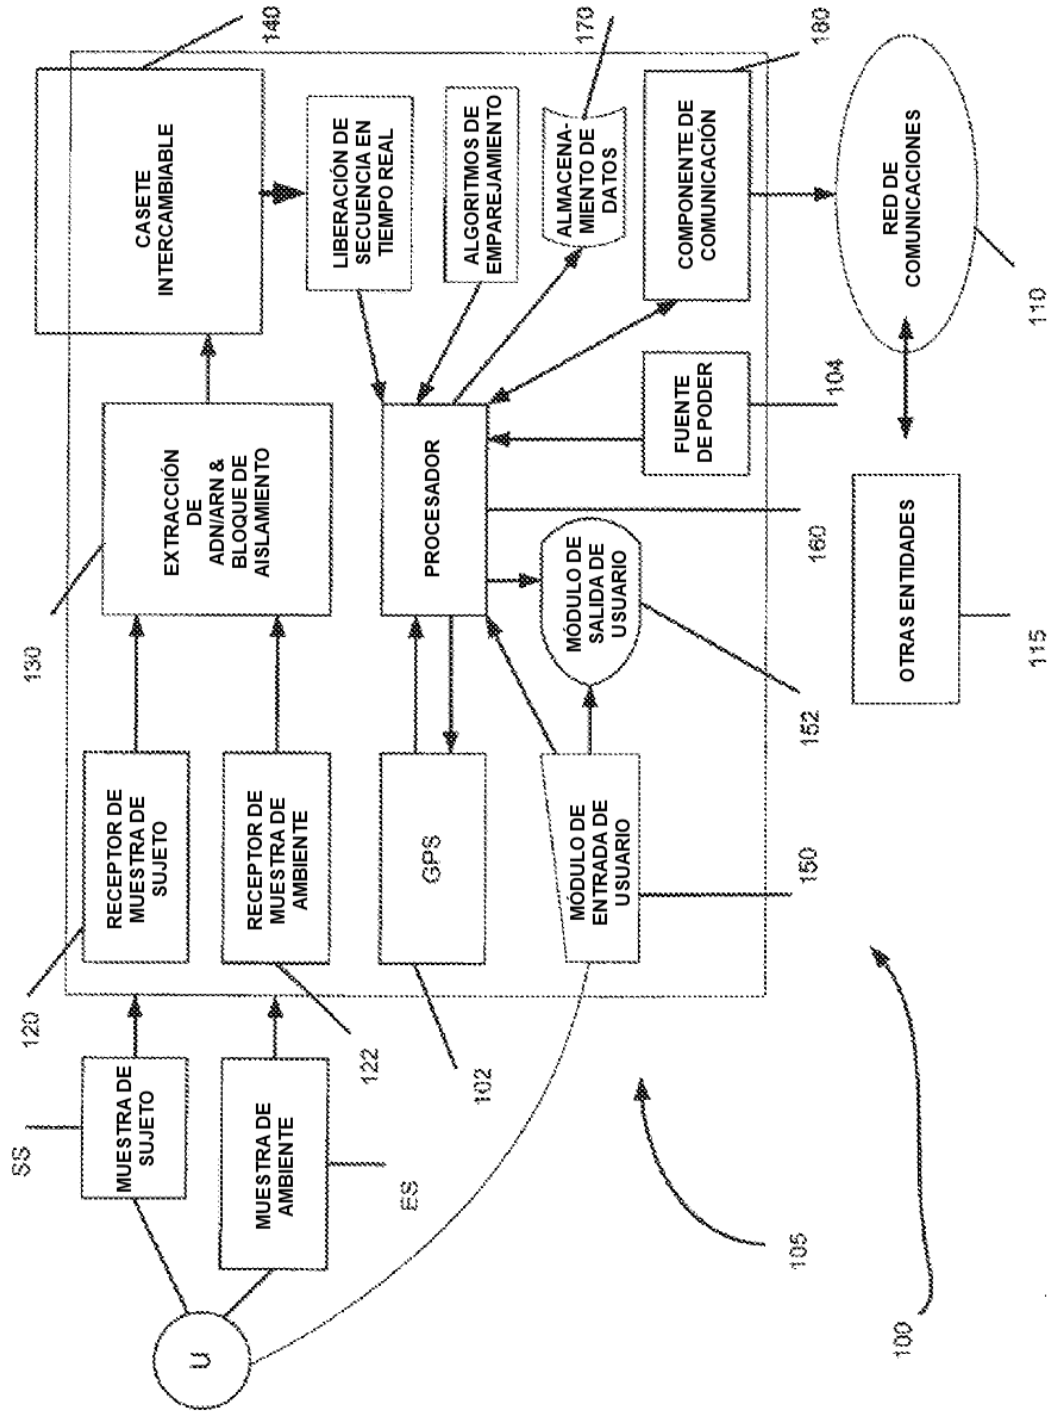 U
SS
MUESTRA DE
SUJETO
MUESTRA DE
AMBIENTE
ES
120
RECEPTOR DE
MUESTRA DE
SUJETO
RECEPTOR DE
MUESTRA DE
AMBIENTE
122
GPS
102
MÓDULO DE
ENTRADA DE
USUARIO
150
130
EXTRACCIÓN
DE
ADN/ARN &
BLOQUE DE
AISLAMIENTO
PROCESADOR
160
MÓDULO DE
SALIDA DE
USUARIO
152
FUENTE
DE PODER
104
140
CASETE
INTERCAMBIABLE
LIBERACIÓN DE
SECUENCIA EN
TIEMPO REAL
ALGORITMOS DE
EMPAREJAMIENTO
170
ALMACENA-
MIENTO DE
DATOS
180
COMPONENTE DE
COMUNICACIÓN
RED DE
COMUNICACIONES
110
OTRAS ENTIDADES
115
105
100